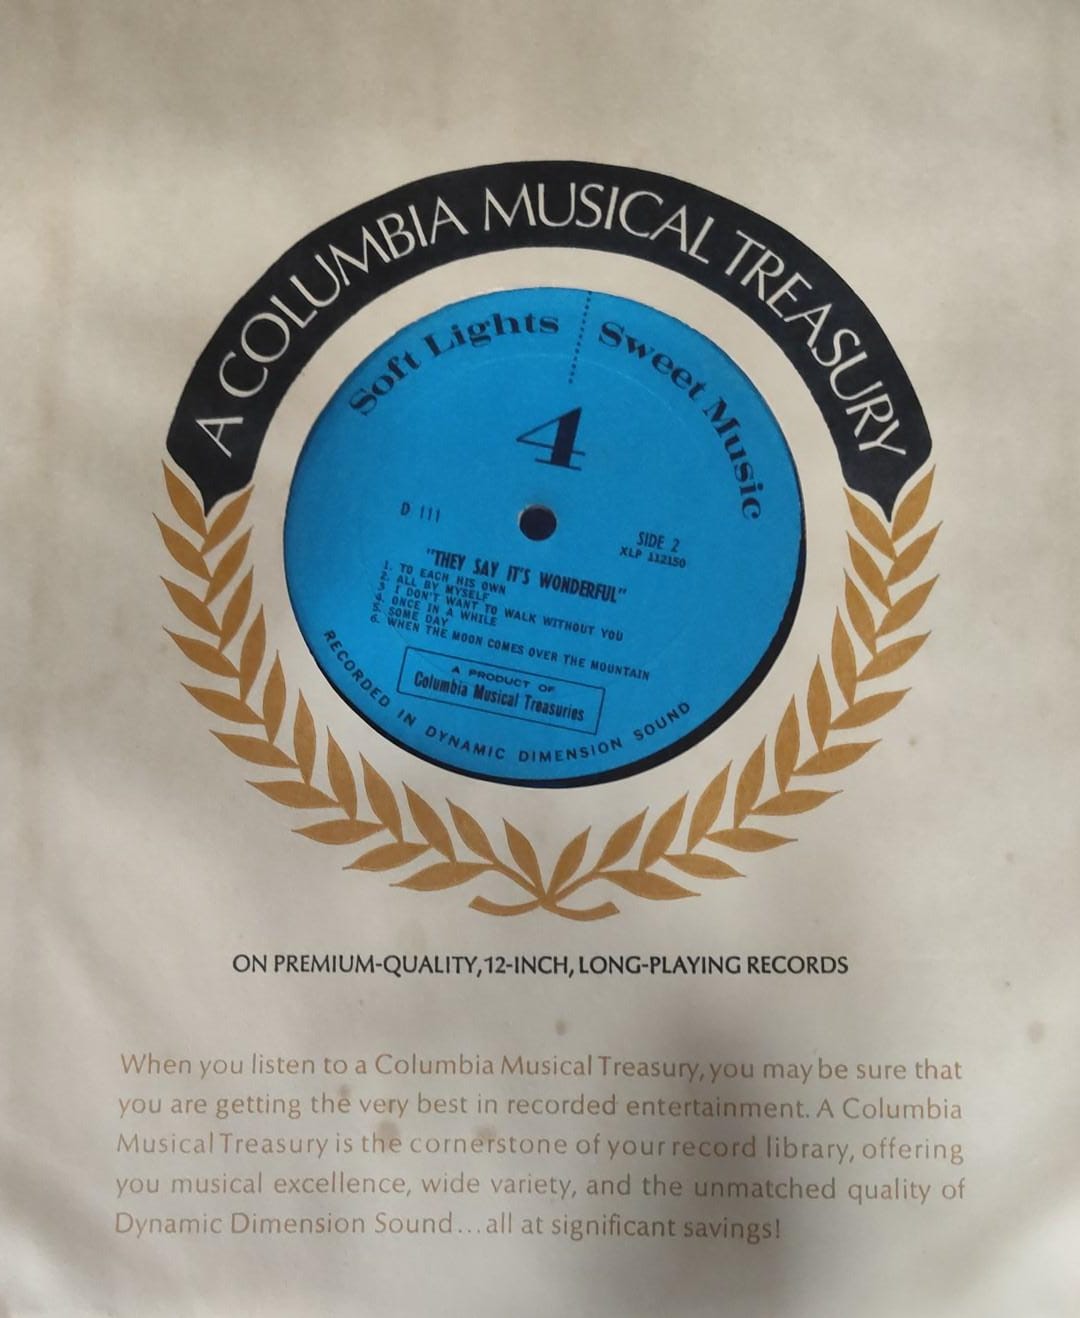 A COLUMBIA MUSICAL TREASURY
Soft Lights Sweet Music
4
D 111
SIDE 2
XLP 112150
"THEY SAY IT'S WONDERFUL"
1. TO EACH HIS OWN
2. ALL BY MYSELF
3. I DON'T WANT TO WALK WITHOUT YOU
4. ONCE IN A WHILE
5. SOME DAY
6. WHEN THE MOON COMES OVER THE MOUNTAIN
A PRODUCT OF
Columbia Musical Treasuries
RECORDED IN DYNAMIC DIMENSION SOUND
ON PREMIUM-QUALITY, 12-INCH, LONG-PLAYING RECORDS
When you listen to a Columbia Musical Treasury, you may be sure that
you are getting the very best in recorded entertainment. A Columbia
Musical Treasury is the cornerstone of your record library, offering
you musical excellence, wide variety, and the unmatched quality of
Dynamic Dimension Sound...all at significant savings!